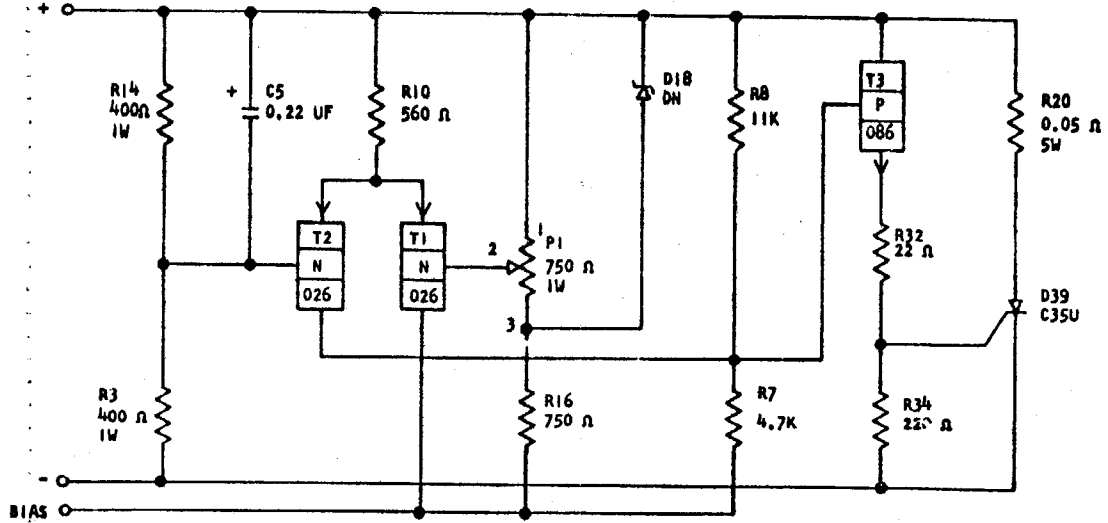 +
R14
400Ω
1W
+
C5
0.22 UF
R10
560 Ω
D18
DN
R8
11K
T3
P
086
R20
0.05 Ω
5W
T2
N
026
T1
N
026
2
1
P1
750 Ω
1W
3
R32
22 Ω
D39
C35U
R3
400 Ω
1W
R16
750 Ω
R7
4.7K
R34
-
BIAS